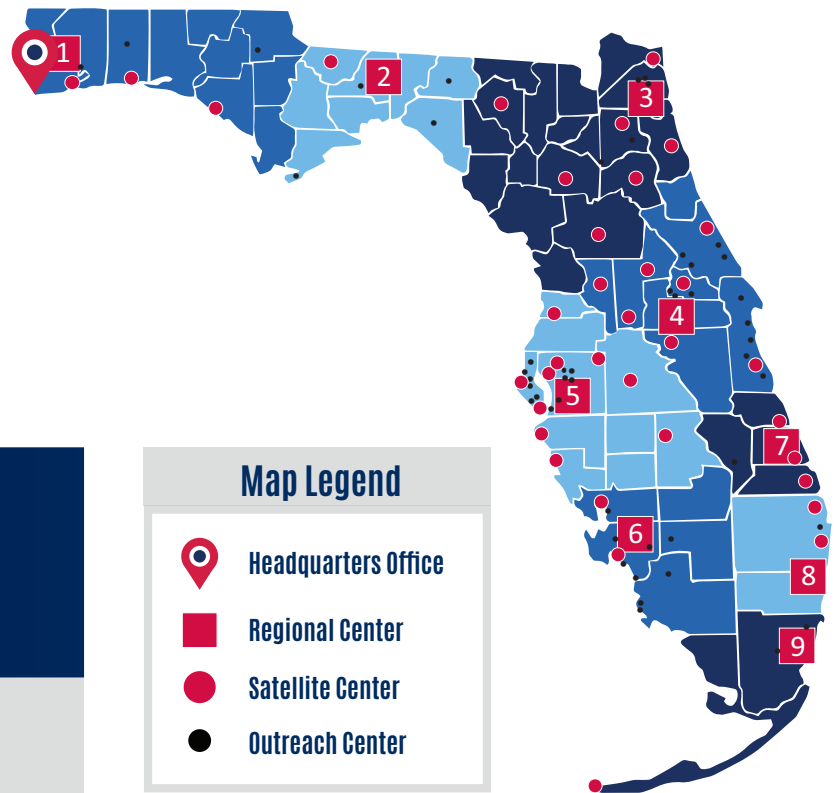 1
2
3
4
5
6
7
8
9
Map Legend
Headquarters Office
Regional Center
Satellite Center
Outreach Center